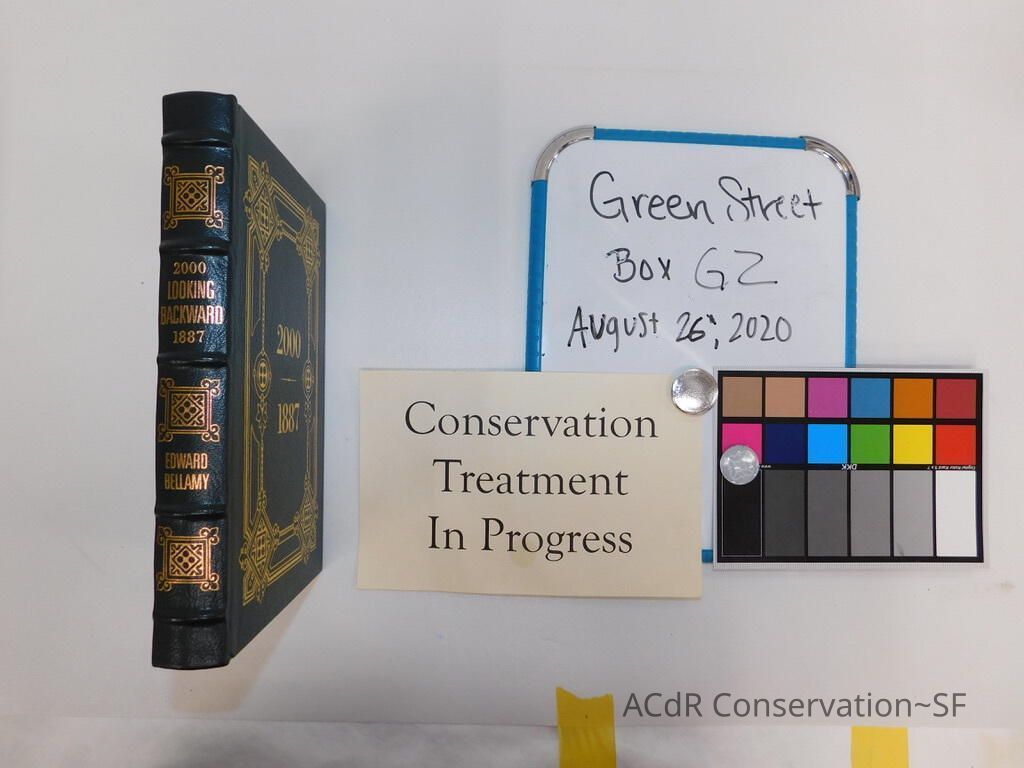 2000
LOOKING
BACKWARD
1887
EDWARD
BELLAMY
2000
1887
Green Street
Box GZ
August 26, 2020
Conservation
Treatment
In Progress
DKK
ACdR Conservation~SF